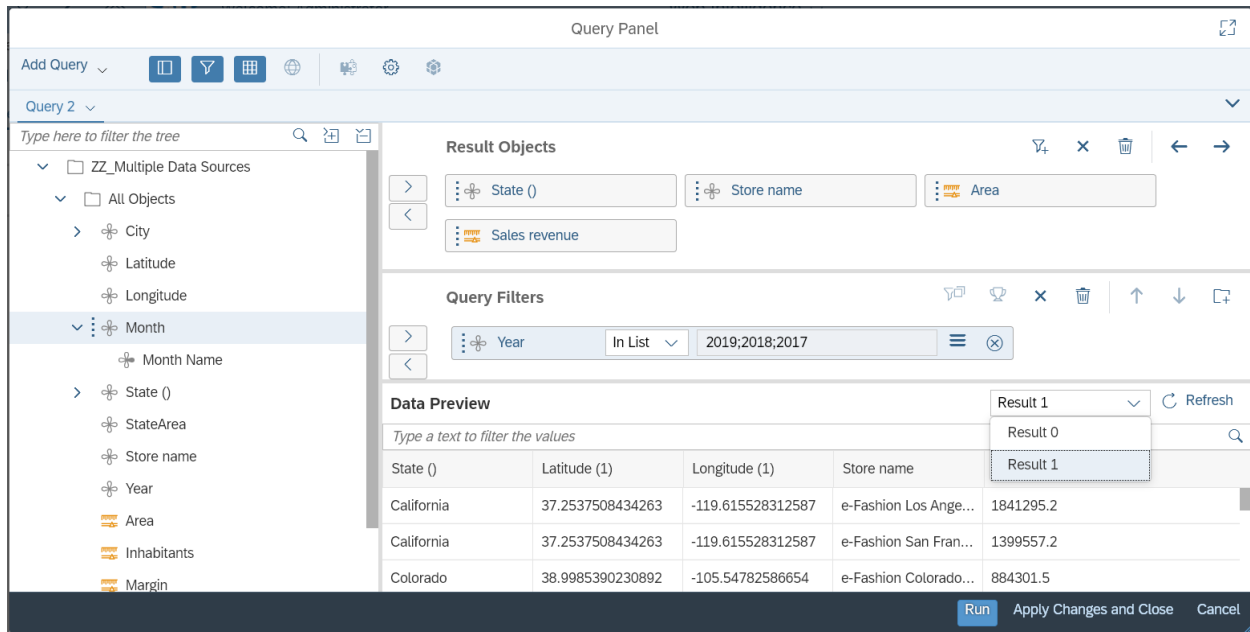 Query Panel
Add Query
Query 2
Type here to filter the tree
ZZ_Multiple Data Sources
All Objects
City
Latitude
Longitude
Month
Month Name
State ()
StateArea
Store name
Year
Area
Inhabitants
Margin
Result Objects
State () Store name Area
Sales revenue
Query Filters
Year In List 2019;2018;2017
Data Preview Result 1 Refresh
Result 0
Result 1
Type a text to filter the values
State () Latitude (1) Longitude (1) Store name
California 37.2537508434263 -119.615528312587 e-Fashion Los Ange... 1841295.2
California 37.2537508434263 -119.615528312587 e-Fashion San Fran... 1399557.2
Colorado 38.9985390230892 -105.54782586654 e-Fashion Colorado... 884301.5
Run Apply Changes and Close Cancel